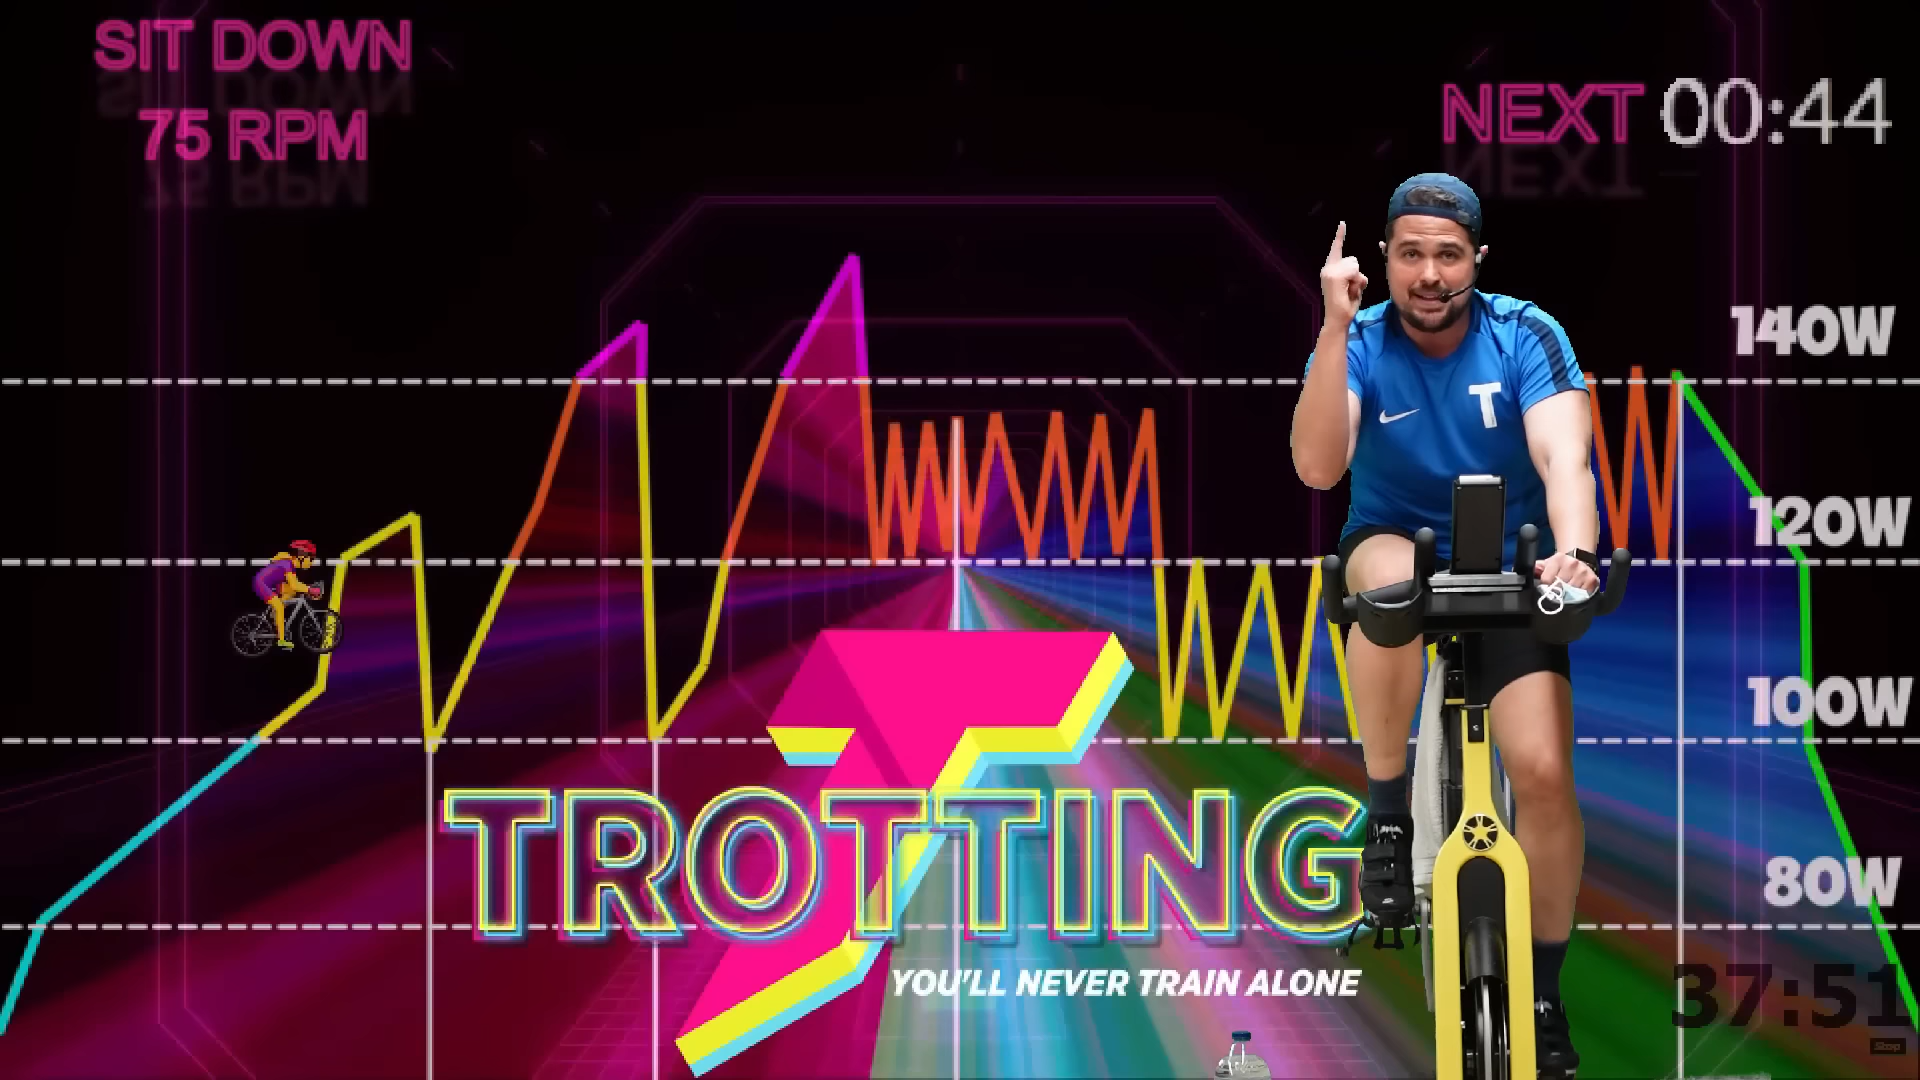 SIT DOWN
75 RPM
NEXT 00:44
140W
120W
100W
80W
T
TROTTING
YOU'LL NEVER TRAIN ALONE
37:51
Stop